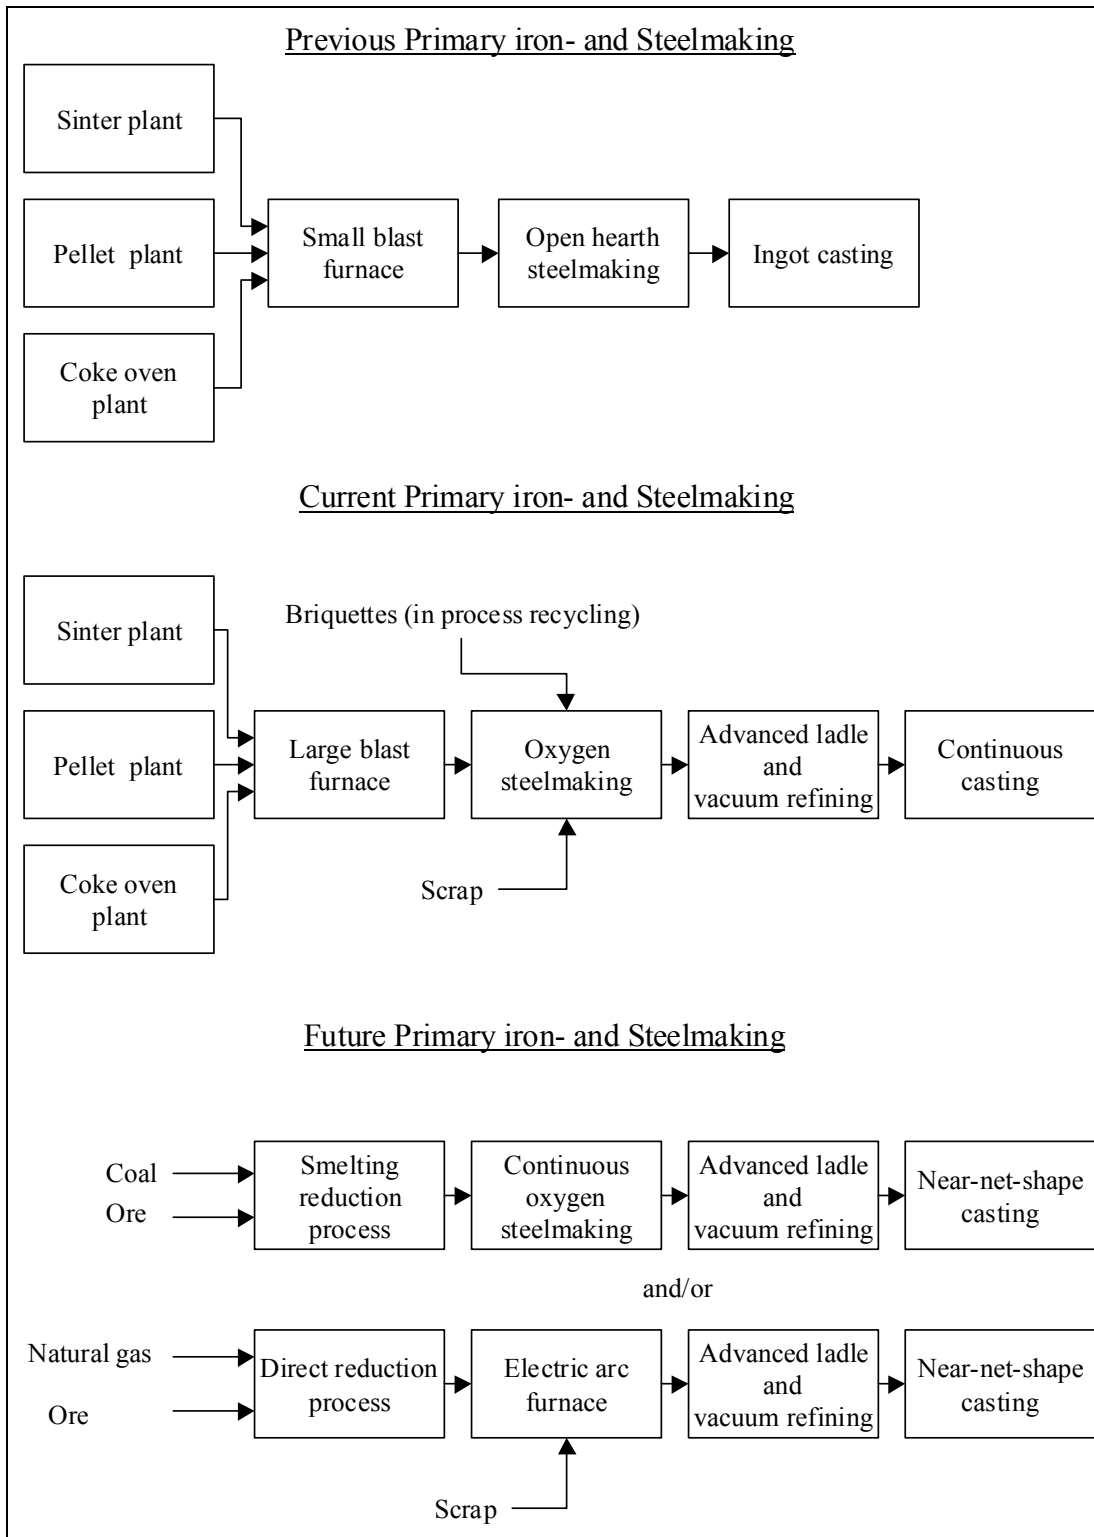 Previous Primary iron- and Steelmaking
Sinter plant
Pellet plant
Coke oven
plant
Small blast
furnace
Open hearth
steelmaking
Ingot casting
Current Primary iron- and Steelmaking
Briquettes (in process recycling)
Sinter plant
Pellet plant
Coke oven
plant
Large blast
furnace
Oxygen
steelmaking
Advanced ladle
and
vacuum refining
Continuous
casting
Scrap
Future Primary iron- and Steelmaking
Coal
Ore
Smelting
reduction
process
Continuous
oxygen
steelmaking
Advanced ladle
and
vacuum refining
Near-net-shape
casting
and/or
Natural gas
Ore
Direct reduction
process
Electric arc
furnace
Advanced ladle
and
vacuum refining
Near-net-shape
casting
Scrap